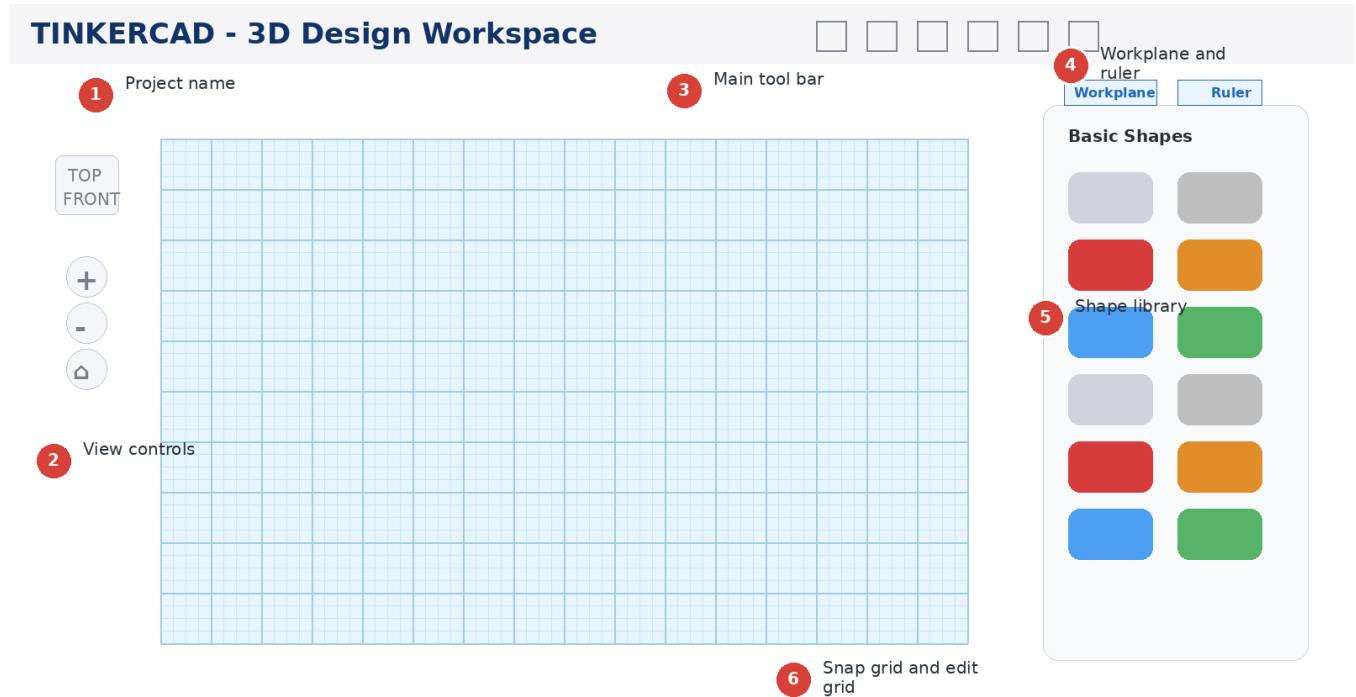 TINKERCAD - 3D Design Workspace
1
Project name
3
Main tool bar
4
Workplane and
ruler
Workplane
Ruler
Basic Shapes
TOP
FRONT
+
-
5
Shape library
2
View controls
6
Snap grid and edit
grid